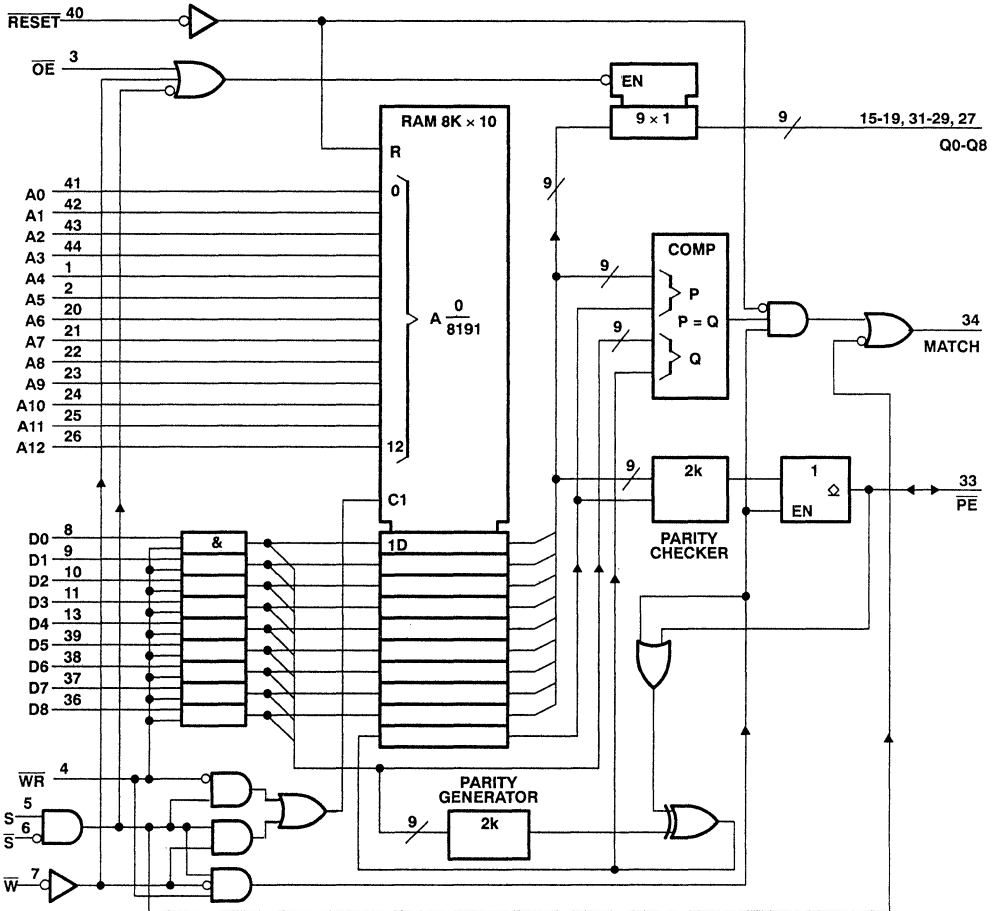 RESET 40
OE 3
EN
9 × 1
9
15-19, 31-29, 27
Q0-Q8
RAM 8K × 10
R
9
A0 41
A1 42
A2 43
A3 44
A4 1
A5 2
A6 20
A7 21
A8 22
A9 23
A10 24
A11 25
A12 26
0
A 0/8191
12
C1
COMP
9
P
P = Q
9
Q
34
MATCH
9
2k
PARITY
CHECKER
1
EN
33
PE
D0 8
D1 9
D2 10
D3 11
D4 13
D5 39
D6 38
D7 37
D8 36
&
1D
WR 4
S 5
S 6
W 7
PARITY
GENERATOR
9
2k